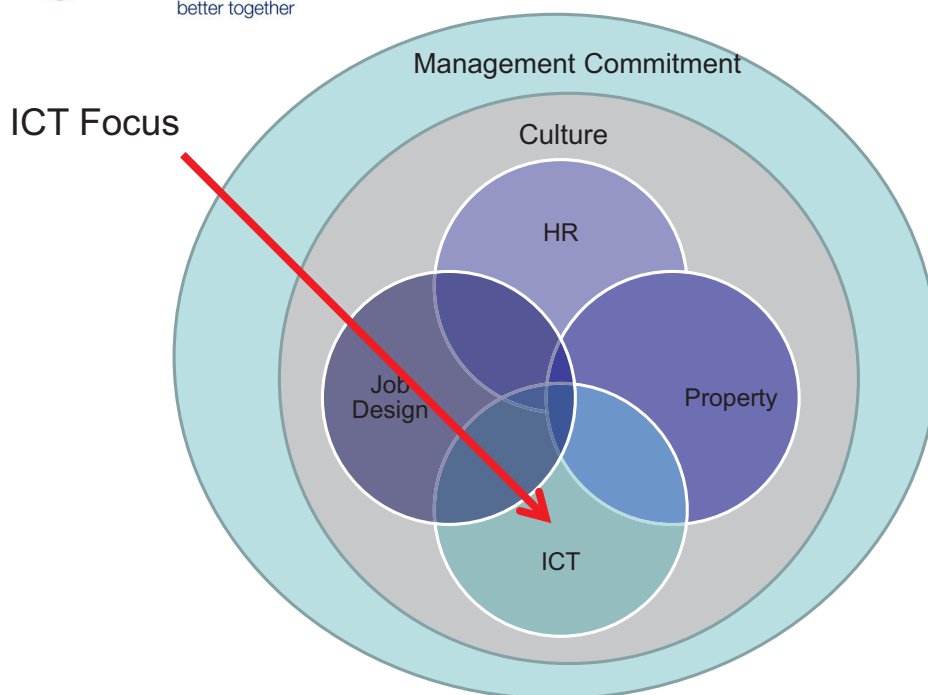 better together
Management Commitment
ICT Focus
Culture
HR
Job
Design
Property
ICT